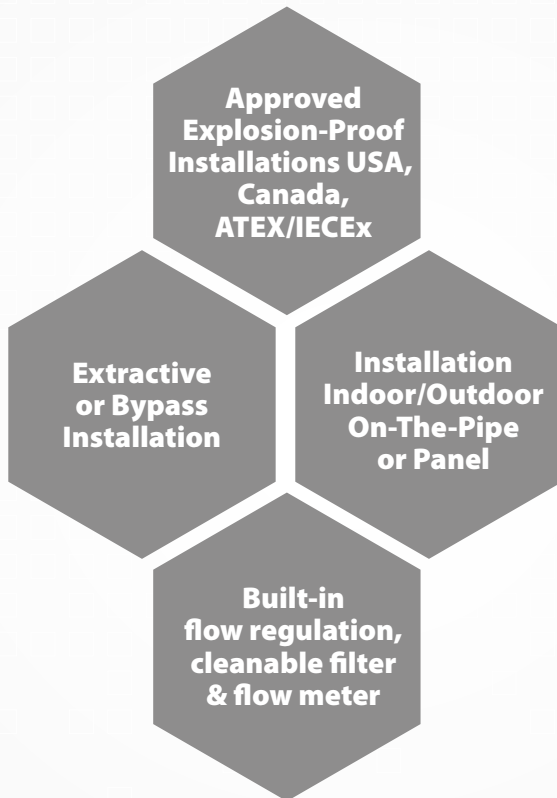 Approved
Explosion-Proof
Installations USA,
Canada,
ATEX/IECEx
Extractive
or Bypass
Installation
Installation
Indoor/Outdoor
On-The-Pipe
or Panel
Built-in
flow regulation,
cleanable filter
& flow meter